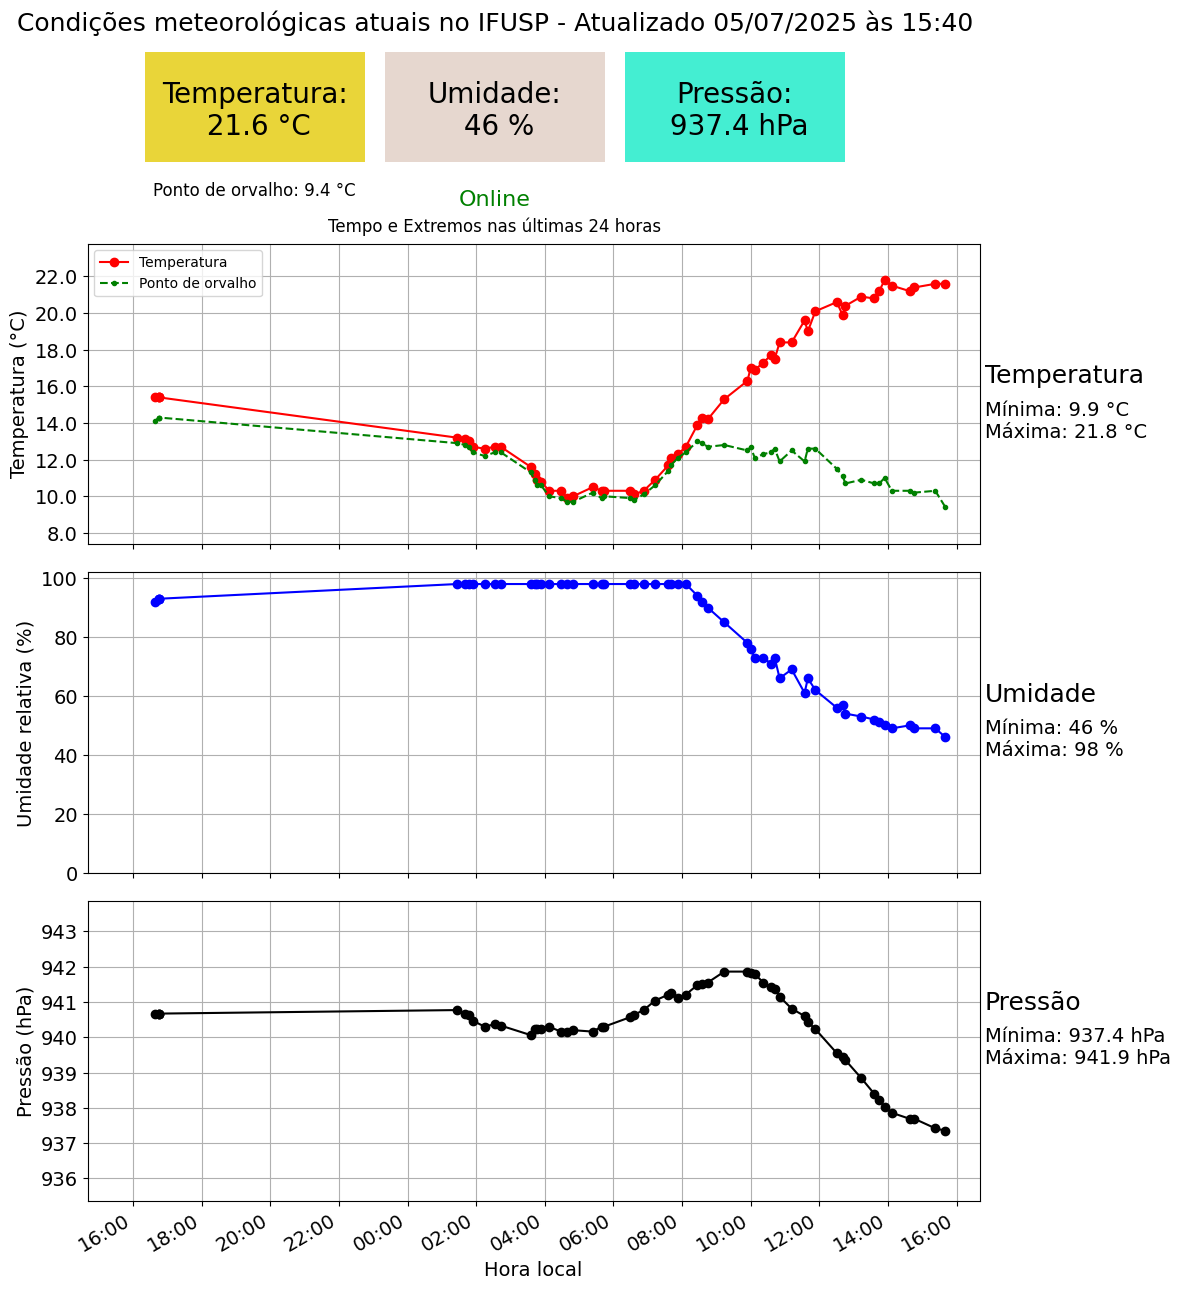 Condições meteorológicas atuais no IFUSP - Atualizado 05/07/2025 às 15:40
Temperatura:
21.6 °C
Umidade:
46 %
Pressão:
937.4 hPa
Ponto de orvalho: 9.4 °C
Online
Tempo e Extremos nas últimas 24 horas
Temperatura
Ponto de orvalho
Temperatura (°C)
22.0
20.0
18.0
16.0
14.0
12.0
10.0
8.0
Temperatura
Mínima: 9.9 °C
Máxima: 21.8 °C
Umidade relativa (%)
100
80
60
40
20
0
Umidade
Mínima: 46 %
Máxima: 98 %
Pressão (hPa)
943
942
941
940
939
938
937
936
Pressão
Mínima: 937.4 hPa
Máxima: 941.9 hPa
16:00 18:00 20:00 22:00 00:00 02:00 04:00 06:00 08:00 10:00 12:00 14:00 16:00
Hora local